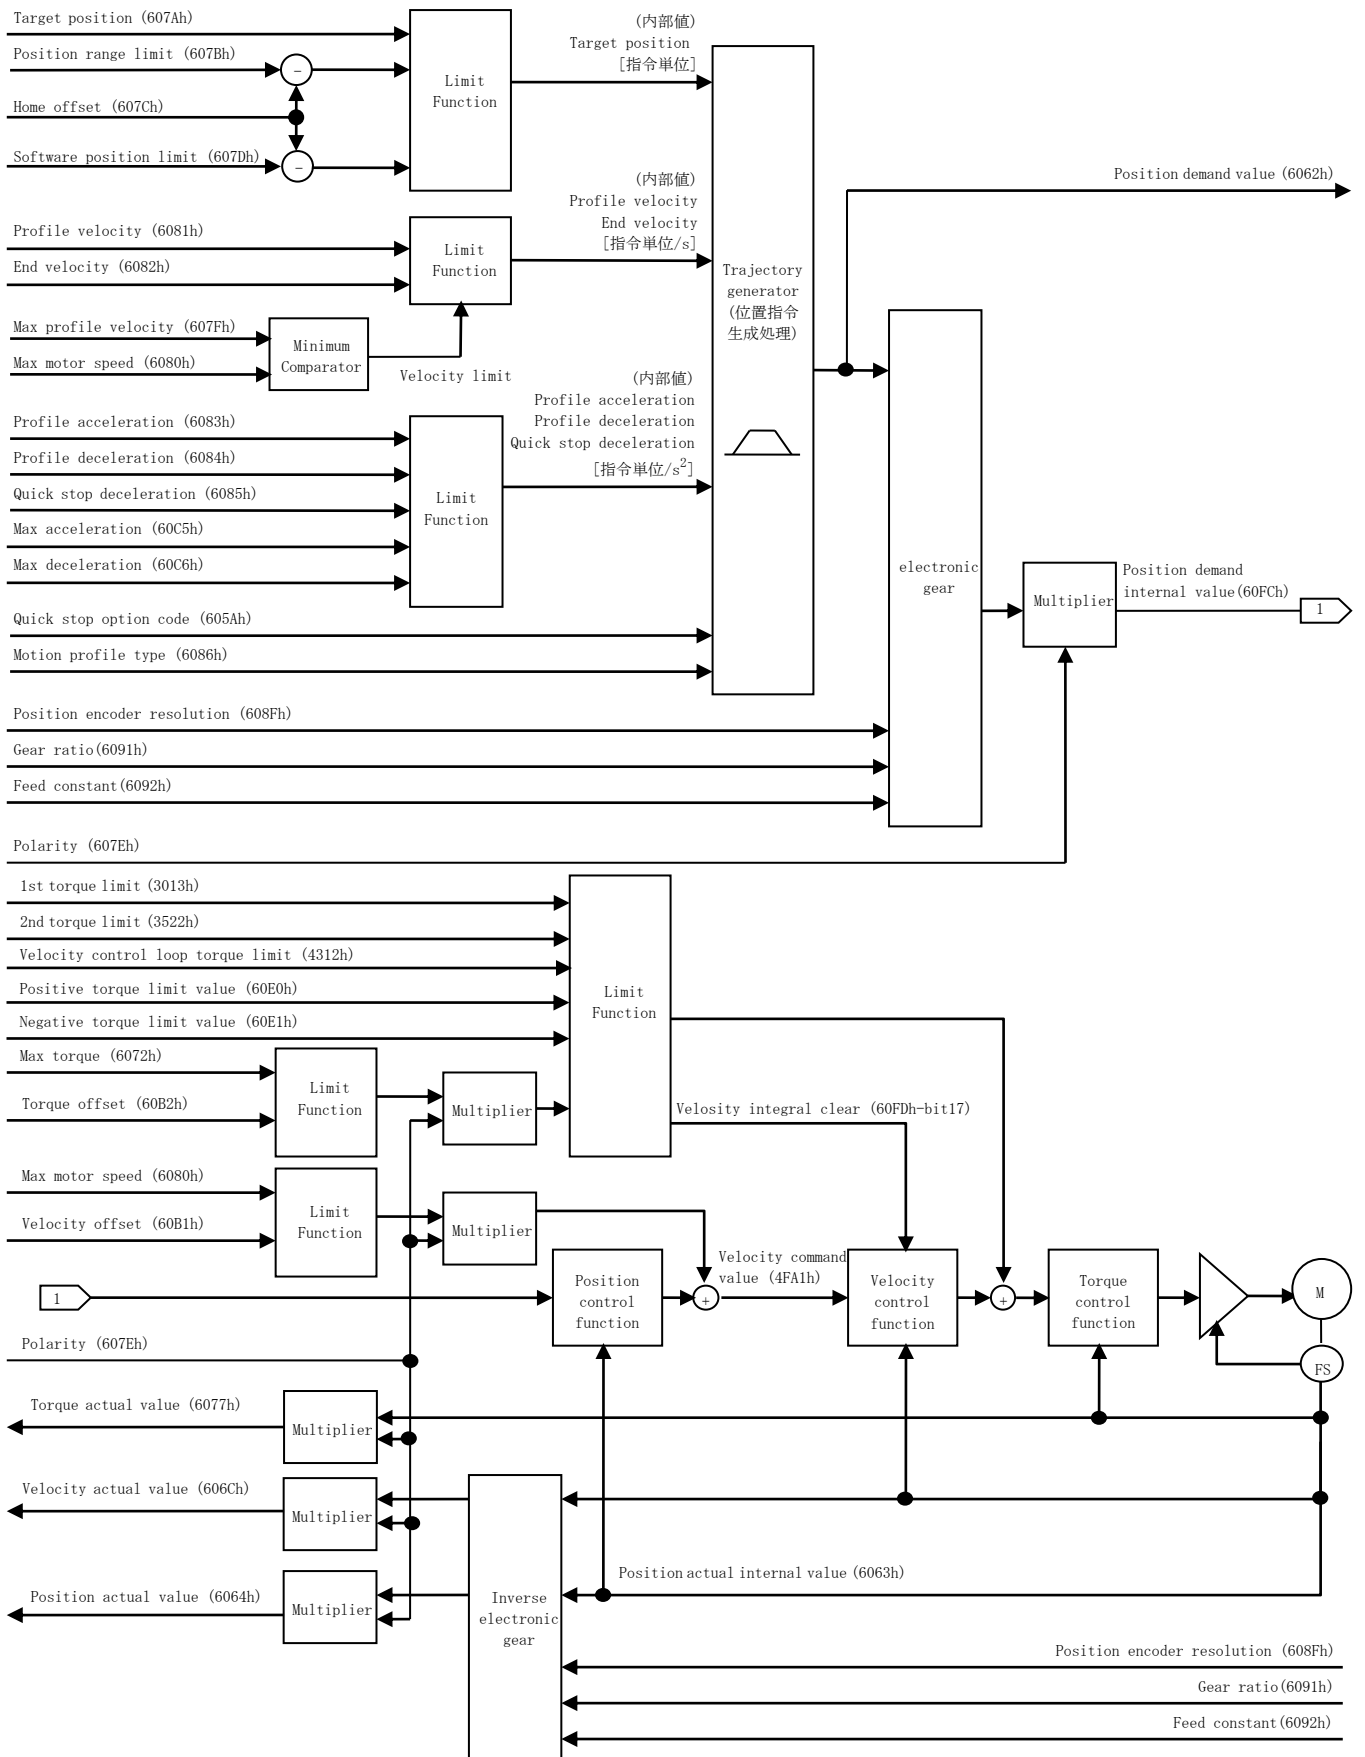 Target position (607Ah)
Position range limit (607Bh)
-
Home offset (607Ch)
Software position limit (607Dh)
-
Limit
Function
(内部値)
Target position
[指令単位]
Position demand value (6062h)
Profile velocity (6081h)
End velocity (6082h)
Limit
Function
(内部値)
Profile velocity
End velocity
[指令単位/s]
Max profile velocity (607Fh)
Max motor speed (6080h)
Minimum
Comparator
Velocity limit
Trajectory
generator
(位置指令
生成処理)
Profile acceleration (6083h)
Profile deceleration (6084h)
Quick stop deceleration (6085h)
Max acceleration (60C5h)
Max deceleration (60C6h)
Limit
Function
(内部値)
Profile acceleration
Profile deceleration
Quick stop deceleration
[指令単位/s²]
Quick stop option code (605Ah)
Motion profile type (6086h)
electronic
gear
Multiplier
Position demand
internal value(60FCh)
1
Position encoder resolution (608Fh)
Gear ratio(6091h)
Feed constant(6092h)
Polarity (607Eh)
1st torque limit (3013h)
2nd torque limit (3522h)
Velocity control loop torque limit (4312h)
Positive torque limit value (60E0h)
Negative torque limit value (60E1h)
Limit
Function
Max torque (6072h)
Torque offset (60B2h)
Limit
Function
Multiplier
Velosity integral clear (60FDh-bit17)
Max motor speed (6080h)
Velocity offset (60B1h)
Limit
Function
Multiplier
1
Position
control
function
+
Velocity command
value (4FA1h)
Velocity
control
function
+
Torque
control
function
M
FS
Polarity (607Eh)
Torque actual value (6077h)
Multiplier
Velocity actual value (606Ch)
Multiplier
Position actual value (6064h)
Multiplier
Inverse
electronic
gear
Position actual internal value (6063h)
Position encoder resolution (608Fh)
Gear ratio(6091h)
Feed constant(6092h)